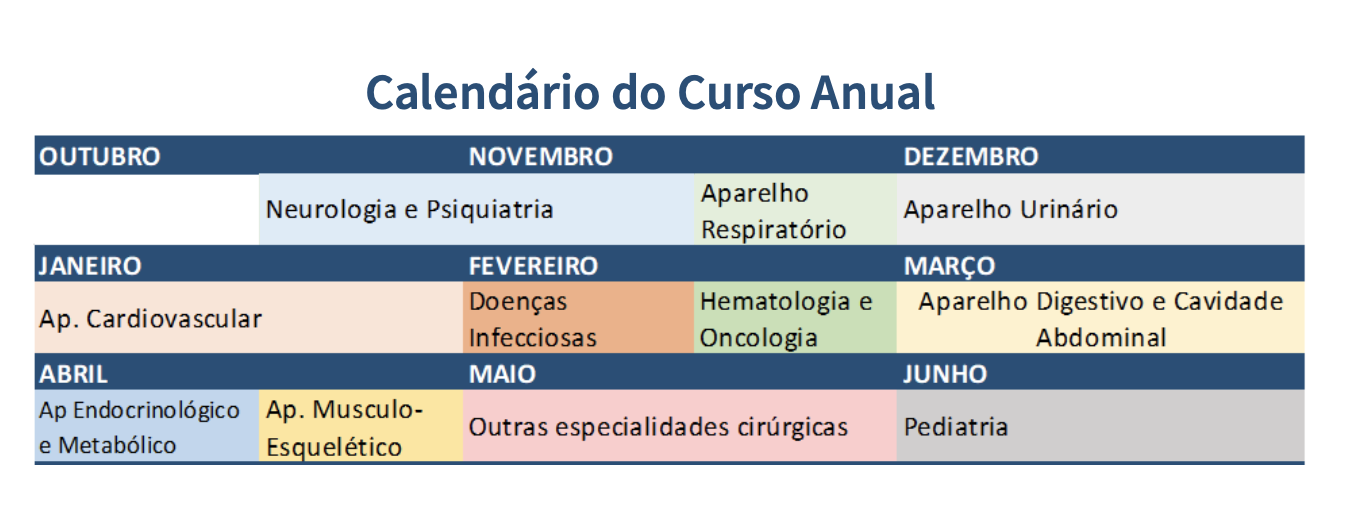 Calendário do Curso Anual
OUTUBRO NOVEMBRO DEZEMBRO
Neurologia e Psiquiatria
Aparelho
Respiratório
Aparelho Urinário
JANEIRO FEVEREIRO MARÇO
Ap. Cardiovascular
Doenças
Infecciosas
Hematologia e
Oncologia
Aparelho Digestivo e Cavidade
Abdominal
ABRIL MAIO JUNHO
Ap Endocrinológico
e Metabólico
Ap. Musculo-
Esquelético
Outras especialidades cirúrgicas
Pediatria